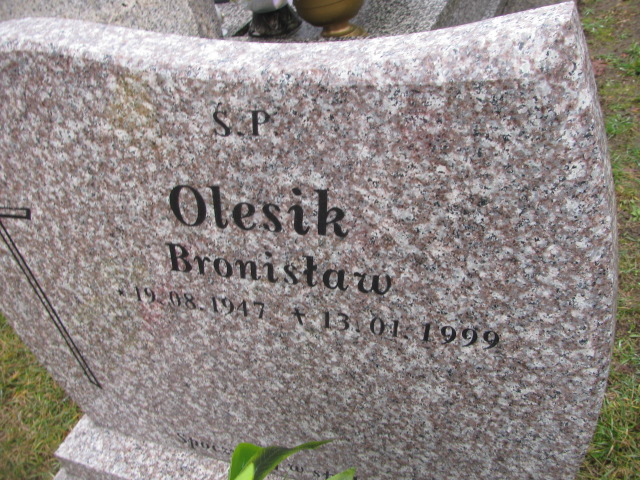 Ś.P
Olesik
Bronisław
* 19.08.1947 † 13.01.1999